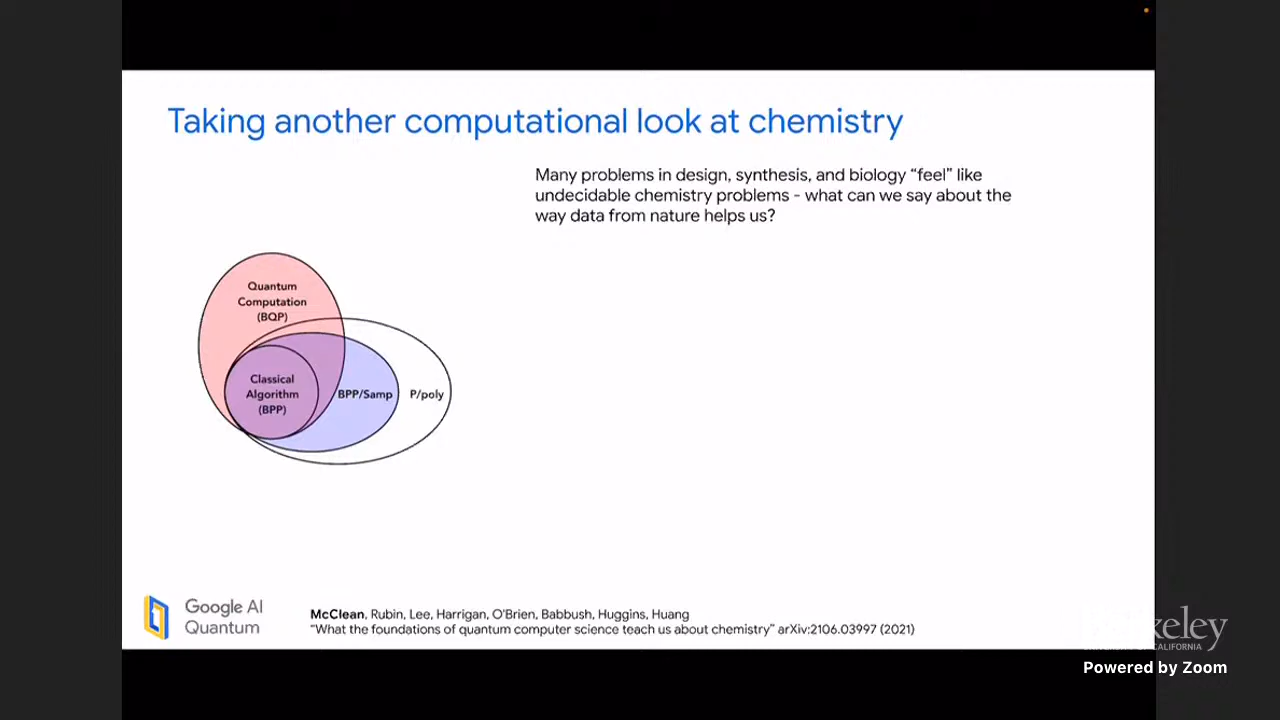 Taking another computational look at chemistry
Many problems in design, synthesis, and biology “feel” like
undecidable chemistry problems - what can we say about the
way data from nature helps us?
Quantum
Computation
(BQP)
Classical
Algorithm
(BPP)
BPP/Samp
P/poly
Google AI
Quantum
McClean, Rubin, Lee, Harrigan, O'Brien, Babbush, Huggins, Huang
“What the foundations of quantum computer science teach us about chemistry” arXiv:2106.03997 (2021)
Powered by Zoom